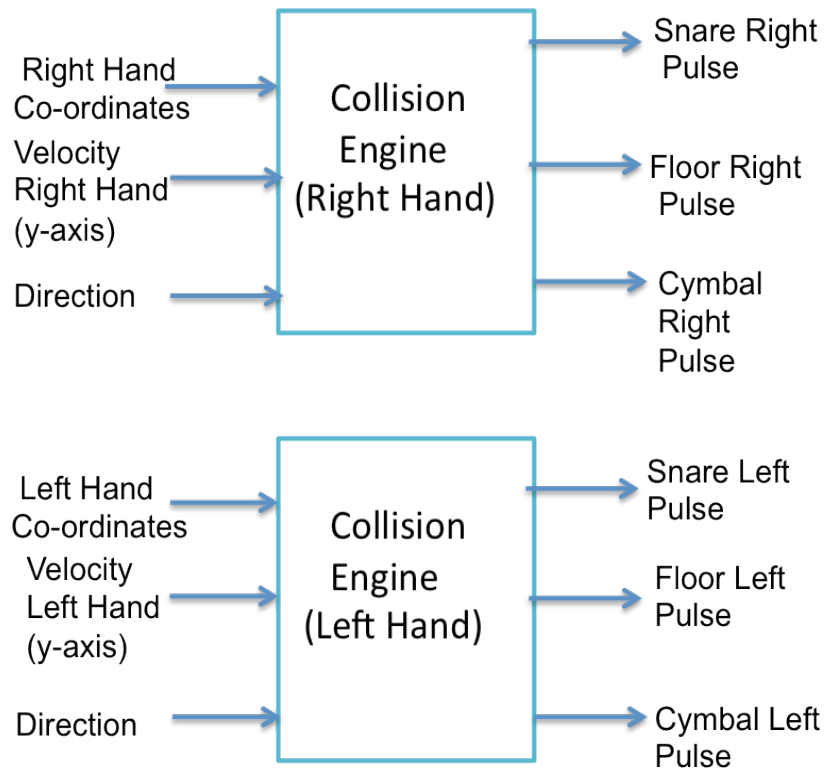 Right Hand
Co-ordinates
Velocity
Right Hand
(y-axis)
Direction
Collision
Engine
(Right Hand)
Snare Right
Pulse
Floor Right
Pulse
Cymbal
Right
Pulse
Left Hand
Co-ordinates
Velocity
Left Hand
(y-axis)
Direction
Collision
Engine
(Left Hand)
Snare Left
Pulse
Floor Left
Pulse
Cymbal Left
Pulse